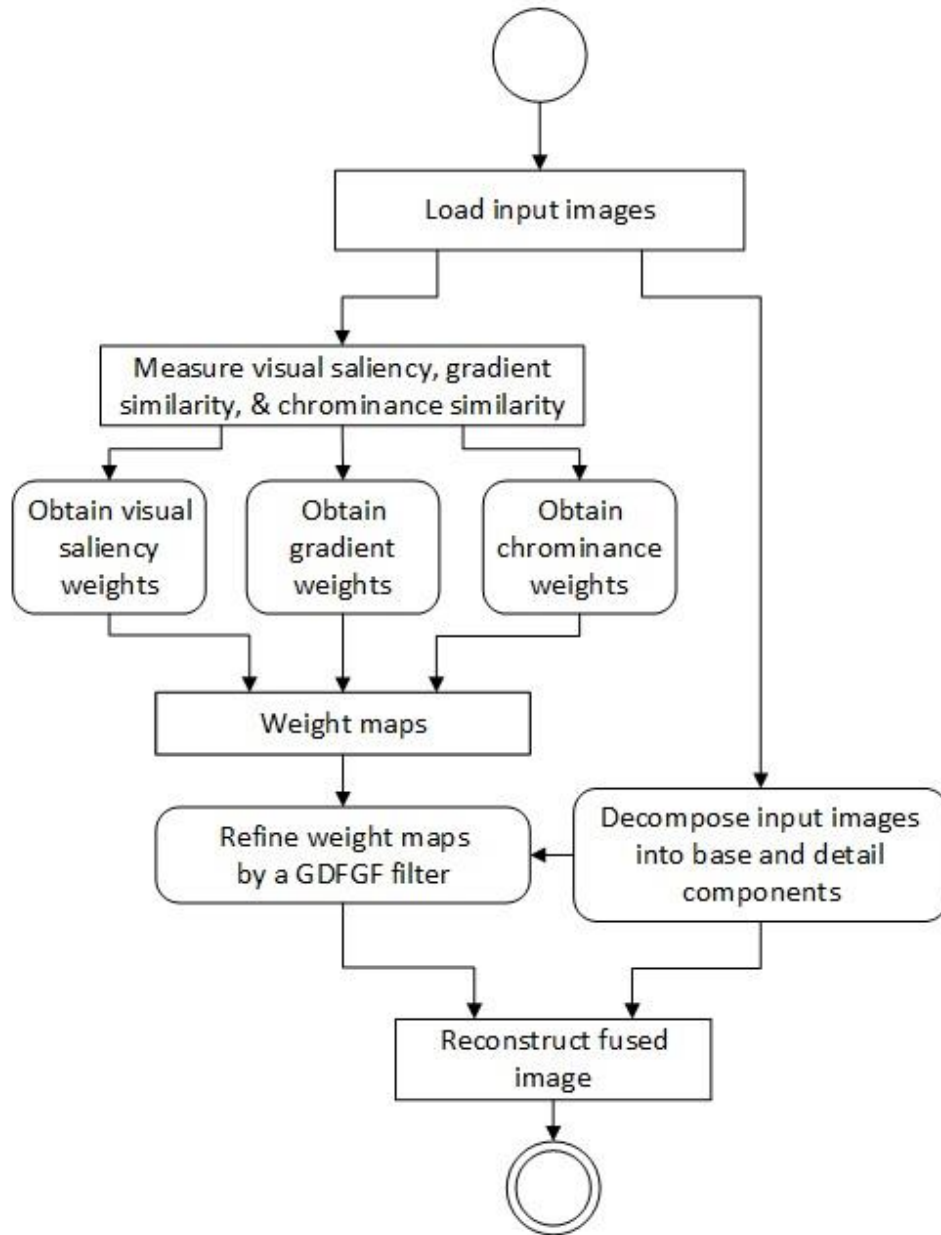 Load input images
Measure visual saliency, gradient
similarity, & chrominance similarity
Obtain visual
saliency
weights
Obtain
gradient
weights
Obtain
chrominance
weights
Weight maps
Refine weight maps
by a GDFGF filter
Decompose input images
into base and detail
components
Reconstruct fused
image